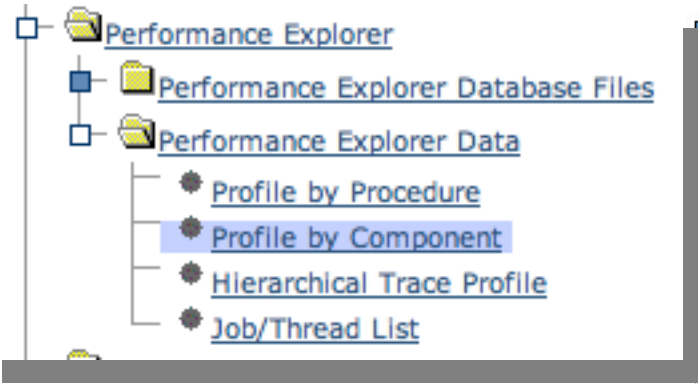 Performance Explorer
Performance Explorer Database Files
Performance Explorer Data
Profile by Procedure
Profile by Component
Hierarchical Trace Profile
Job/Thread List